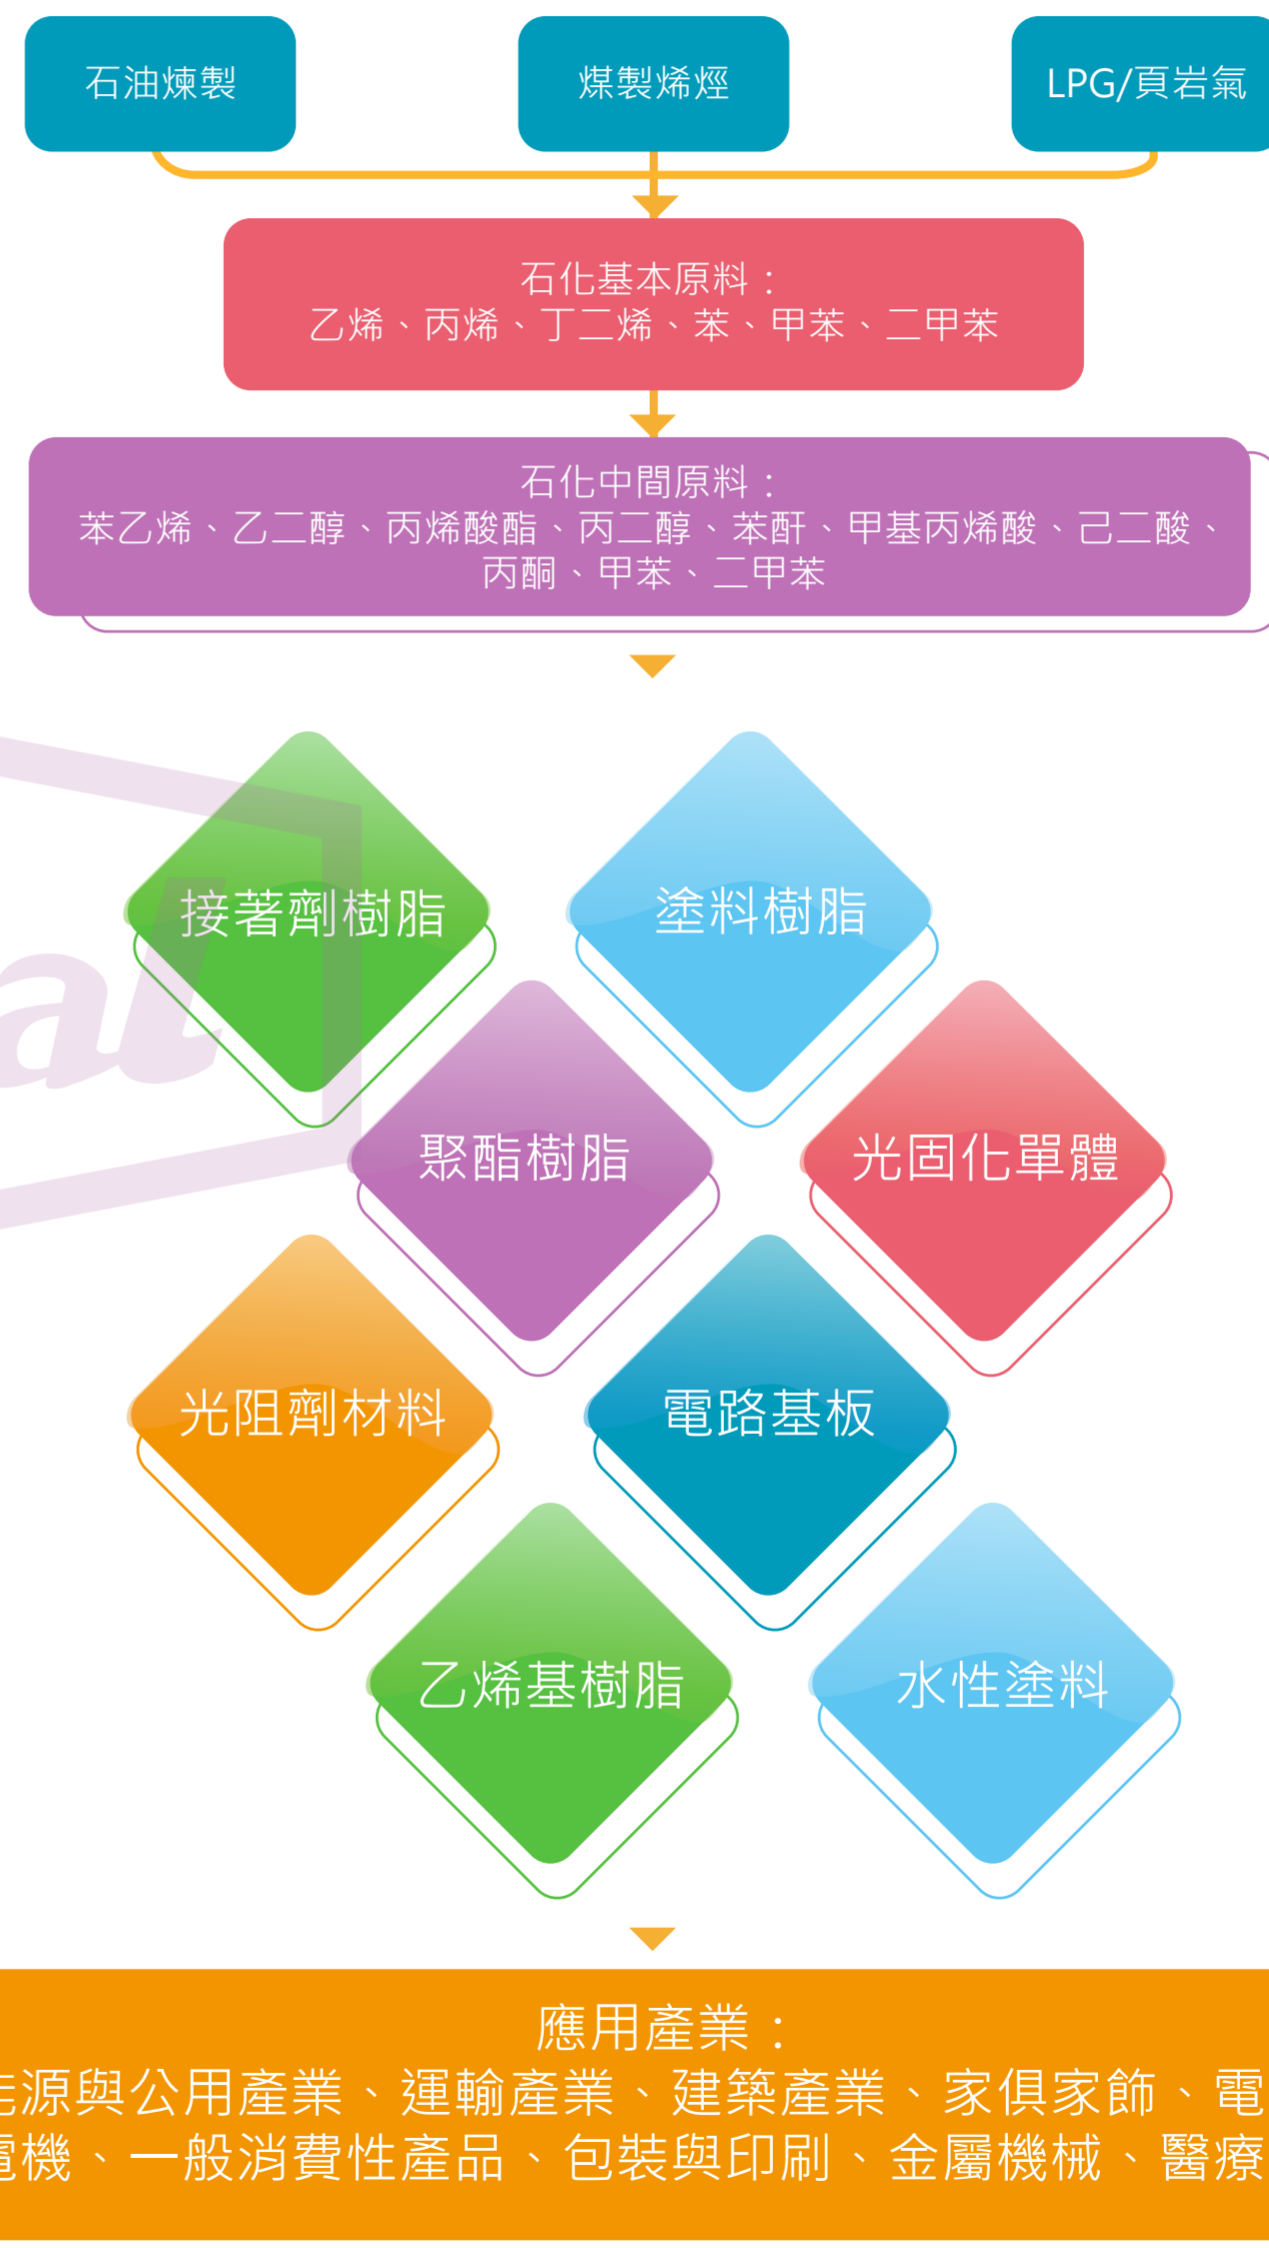 石油煉製
煤製烯烴
LPG/頁岩氣
石化基本原料：
乙烯、丙烯、丁二烯、苯、甲苯、二甲苯
石化中間原料：
苯乙烯、乙二醇、丙烯酸酯、丙二醇、苯酐、甲基丙烯酸、己二酸、
丙酮、甲苯、二甲苯
接著劑樹脂
塗料樹脂
聚酯樹脂
光固化單體
光阻劑材料
電路基板
乙烯基樹脂
水性塗料
al
應用產業：
源與公用產業、運輸產業、建築產業、家俱家飾、電
機、一般消費性產品、包裝與印刷、金屬機械、醫療